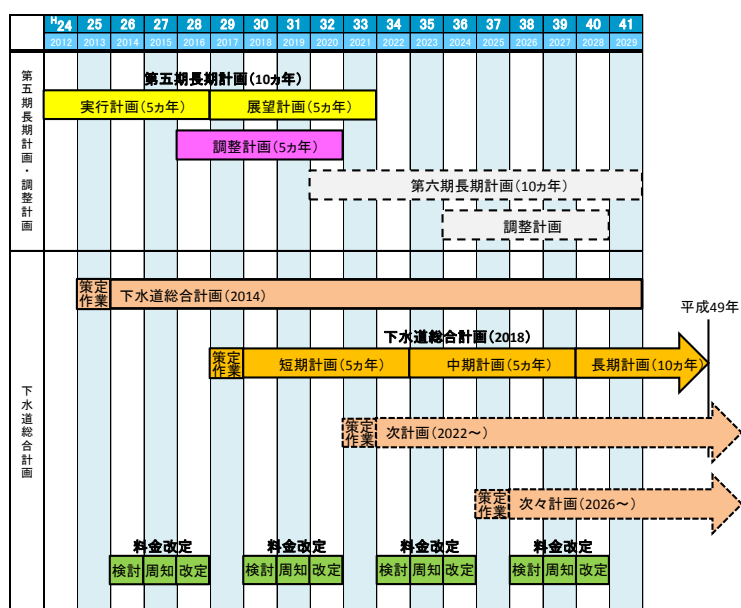 H24 25 26 27 28 29 30 31 32 33 34 35 36 37 38 39 40 41
2012 2013 2014 2015 2016 2017 2018 2019 2020 2021 2022 2023 2024 2025 2026 2027 2028 2029
第五期長期計画・調整計画
第五期長期計画(10ヵ年)
実行計画(5ヵ年) 展望計画(5ヵ年)
調整計画(5ヵ年)
第六期長期計画(10ヵ年)
調整計画
下水道総合計画
策定
作業
下水道総合計画(2014)
平成49年
下水道総合計画(2018)
策定
作業
短期計画(5ヵ年) 中期計画(5ヵ年) 長期計画(10ヵ年)
策定
作業
次計画(2022～)
策定
作業
次々計画(2026～)
料金改定 料金改定 料金改定 料金改定
検討 周知 改定 検討 周知 改定 検討 周知 改定 検討 周知 改定